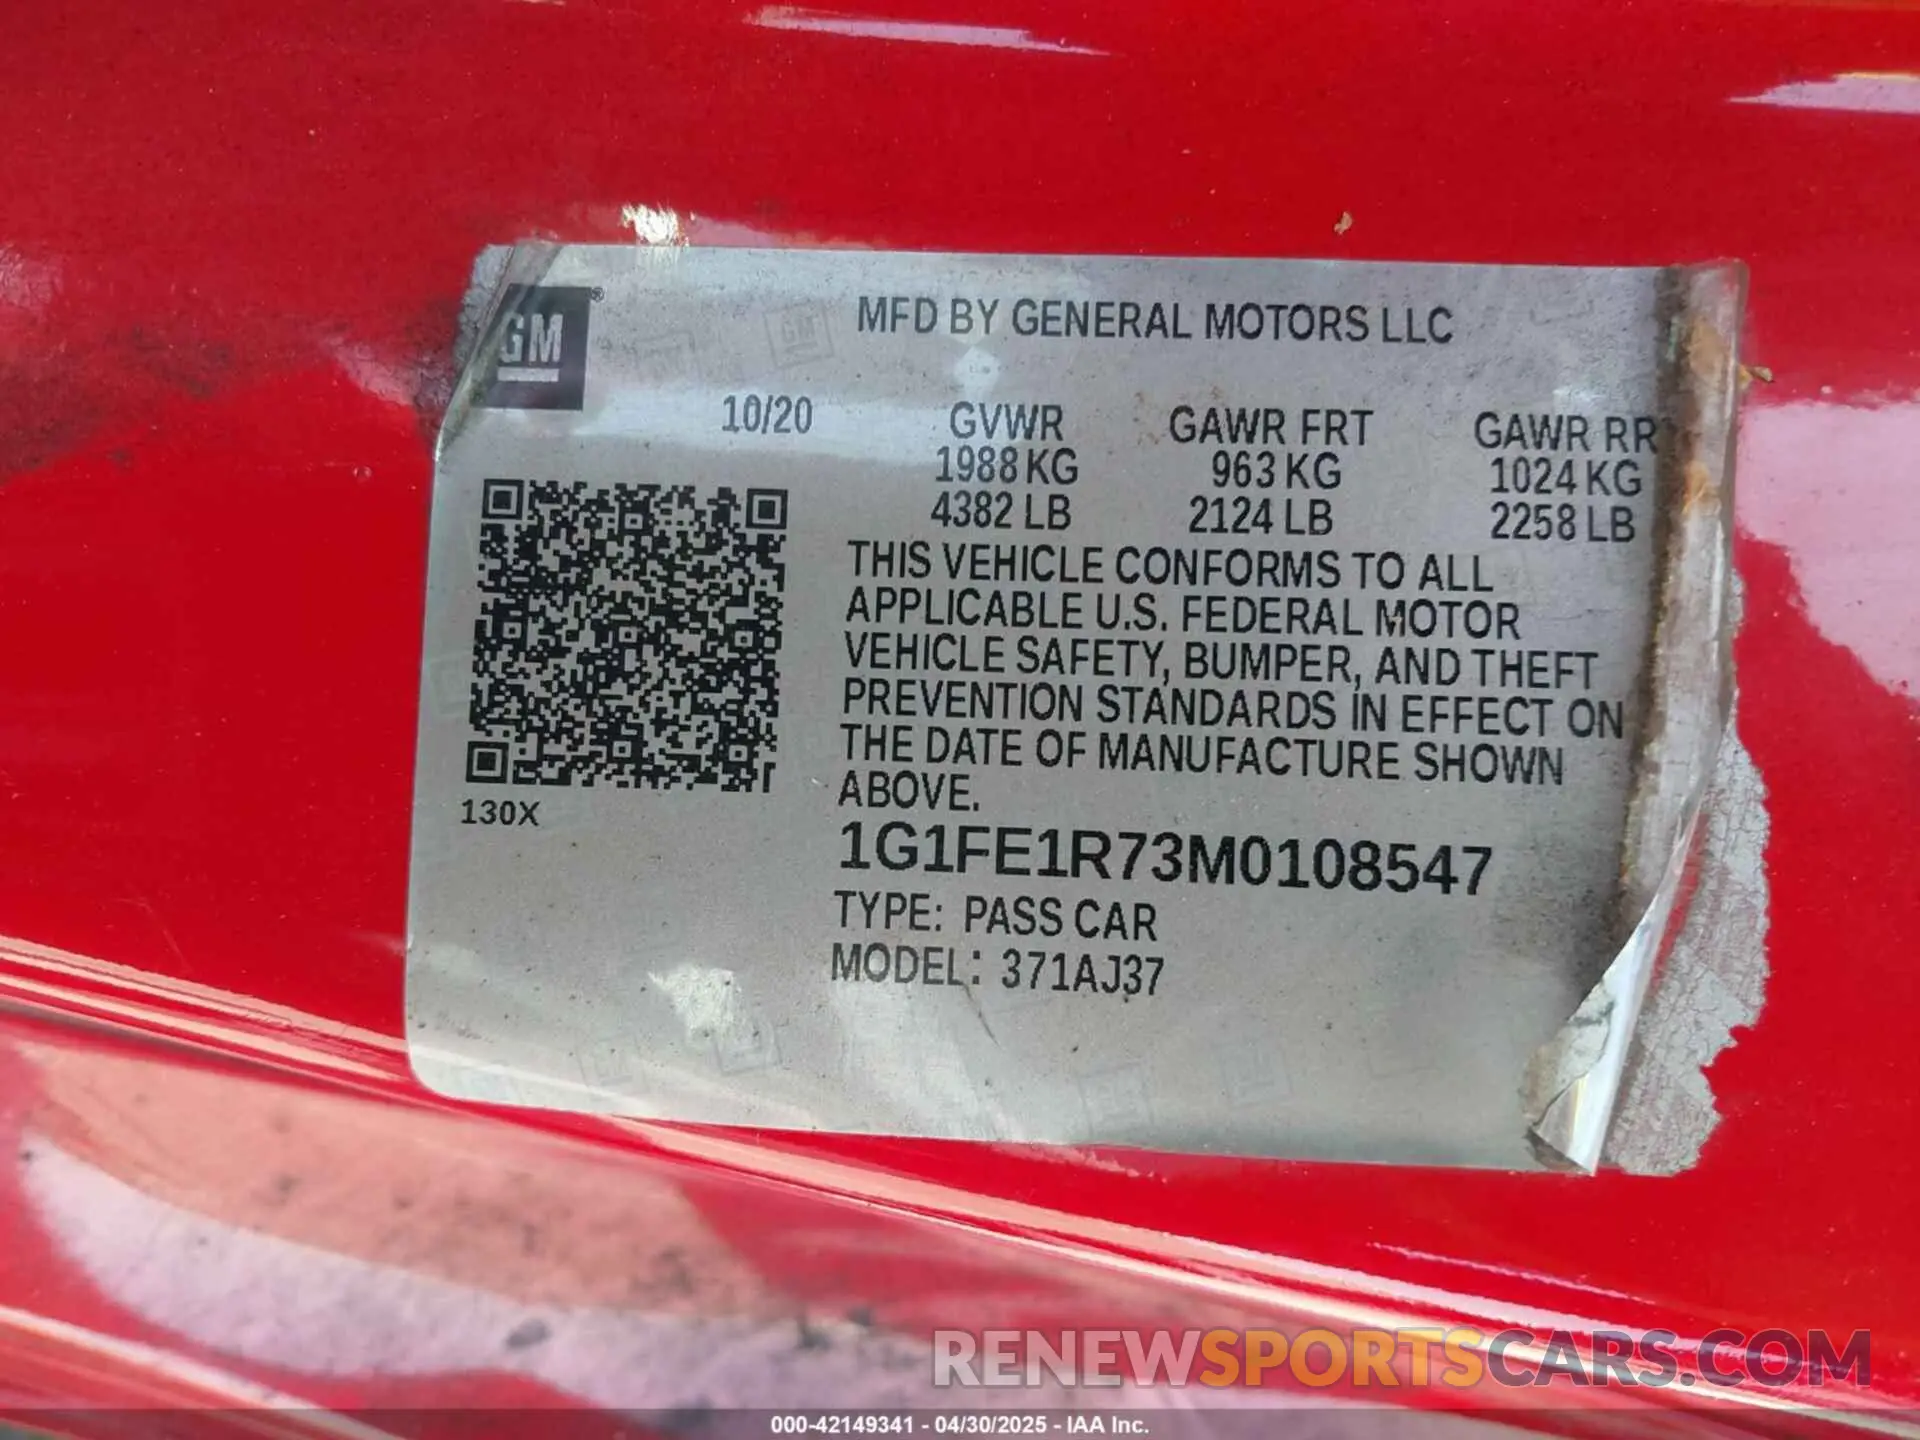 GM®
MFD BY GENERAL MOTORS LLC
10/20 GVWR GAWR FRT GAWR RR
1988 KG 963 KG 1024 KG
4382 LB 2124 LB 2258 LB
THIS VEHICLE CONFORMS TO ALL
APPLICABLE U.S. FEDERAL MOTOR
VEHICLE SAFETY, BUMPER, AND THEFT
PREVENTION STANDARDS IN EFFECT ON
THE DATE OF MANUFACTURE SHOWN
ABOVE.
130X
1G1FE1R73M0108547
TYPE: PASS CAR
MODEL: 371AJ37
RENEWSPORTSCARS.COM
000-42149341 - 04/30/2025 - IAA Inc.